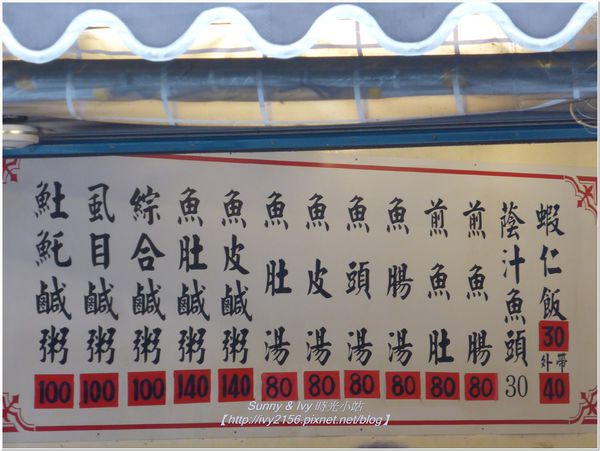 蝦仁飯 30
外帶 40
蔭汁魚頭 30
煎魚腸 80
煎魚肚 80
魚腸湯 80
魚頭湯 80
魚皮湯 80
魚肚湯 80
魚皮鹹粥 140
魚肚鹹粥 140
綜合鹹粥 100
虱目鹹粥 100
魠鹹粥 100
Sunny & Ivy 時光小站
【http://ivy2156.pixnet.net/blog】